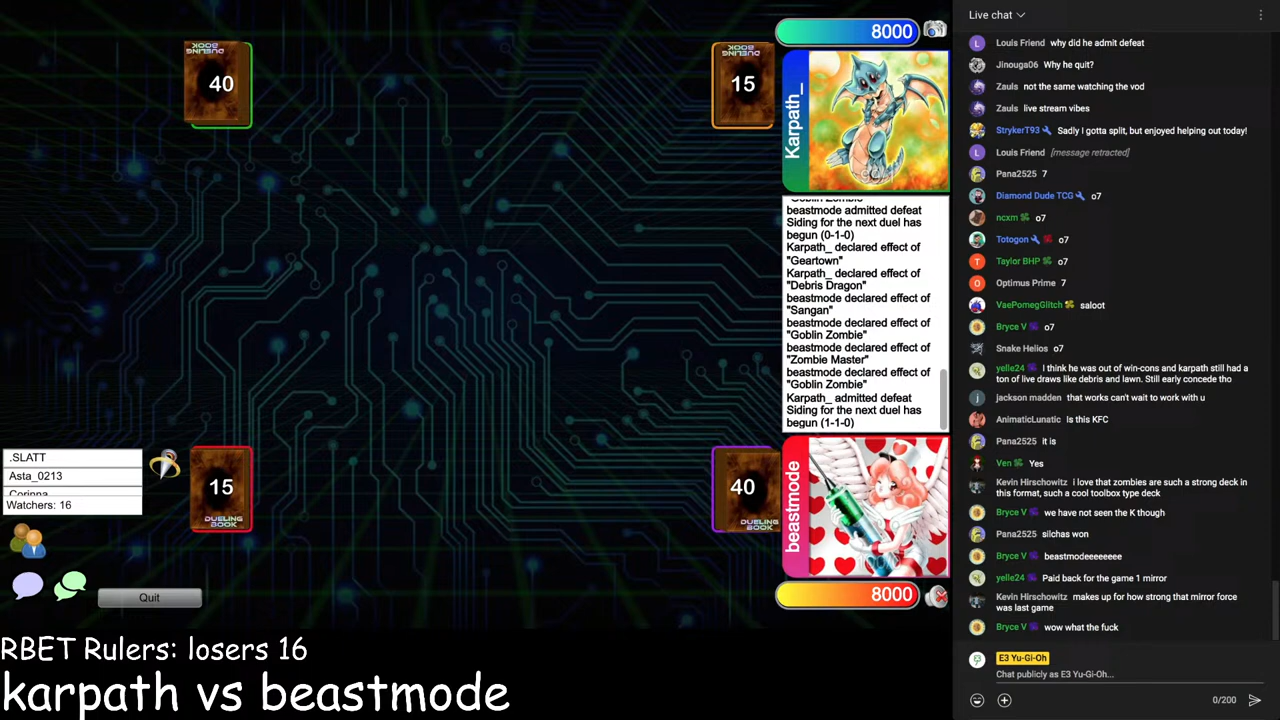 40
DUELING
BOOK
15
DUELING
BOOK
8000
Karpath_
"Goblin Zombie"
beastmode admitted defeat
Siding for the next duel has
begun (0-1-0)
Karpath_ declared effect of
"Geartown"
Karpath_ declared effect of
"Debris Dragon"
beastmode declared effect of
"Sangan"
beastmode declared effect of
"Goblin Zombie"
beastmode declared effect of
"Zombie Master"
beastmode declared effect of
"Goblin Zombie"
Karpath_ admitted defeat
Siding for the next duel has
begun (1-1-0)
.SLATT
Asta_0213
Corinna
Watchers: 16
15
DUELING
BOOK
40
DUELING
BOOK
beastmode
8000
Quit
RBET Rulers: losers 16
karpath vs beastmode
Live chat
L Louis Friend why did he admit defeat
Jinouga06 Why he quit?
Zauls not the same watching the vod
Zauls live stream vibes
StrykerT93 Sadly I gotta split, but enjoyed helping out today!
L Louis Friend [message retracted]
Pana2525 7
Diamond Dude TCG o7
ncxm o7
Totogon o7
T Taylor BHP o7
O Optimus Prime 7
VaePomegGlitch saloot
Bryce V o7
Snake Helios o7
yelle24 I think he was out of win-cons and karpath still had a
ton of live draws like debris and lawn. Still early concede tho
j jackson madden that works can't wait to work with u
AnimaticLunatic Is this KFC
Pana2525 it is
Ven Yes
Kevin Hirschowitz i love that zombies are such a strong deck in
this format, such a cool toolbox type deck
Bryce V we have not seen the K though
Pana2525 silchas won
Bryce V beastmodeeeeeee
yelle24 Paid back for the game 1 mirror
Kevin Hirschowitz makes up for how strong that mirror force
was last game
Bryce V wow what the fuck
E3 Yu-Gi-Oh
Chat publicly as E3 Yu-Gi-Oh...
0/200